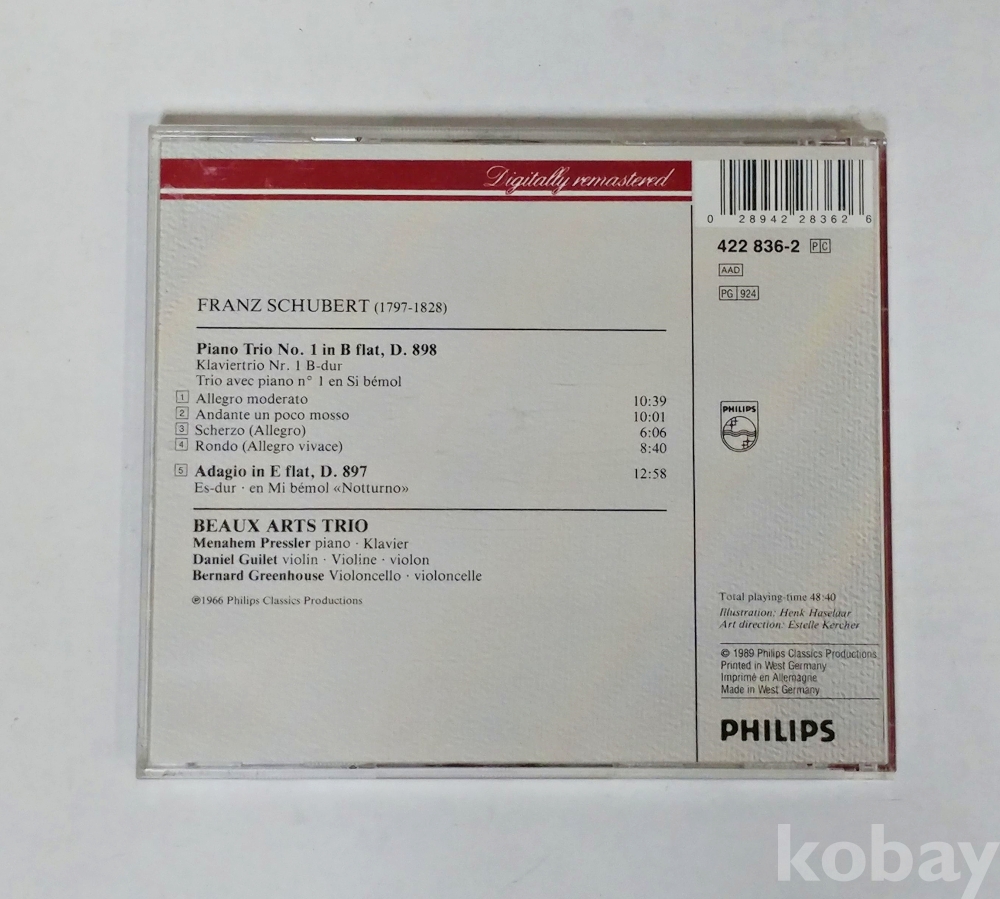 Digitally remastered
0 28942 28362 6
422 836-2 PC
AAD
PG 924
FRANZ SCHUBERT (1797-1828)
Piano Trio No. 1 in B flat, D. 898
Klaviertrio Nr. 1 B-dur
Trio avec piano n° 1 en Si bémol
1 Allegro moderato 10:39
2 Andante un poco mosso 10:01
3 Scherzo (Allegro) 6:06
4 Rondo (Allegro vivace) 8:40
5 Adagio in E flat, D. 897 12:58
Es-dur · en Mi bémol «Notturno»
BEAUX ARTS TRIO
Menahem Pressler piano · Klavier
Daniel Guilet violin · Violine · violon
Bernard Greenhouse Violoncello · violoncelle
℗1966 Philips Classics Productions
PHILIPS
Total playing-time 48:40
Illustration: Henk Haselaar
Art direction: Estelle Kercher
© 1989 Philips Classics Productions
Printed in West Germany
Imprimé en Allemagne
Made in West Germany
PHILIPS
kobay